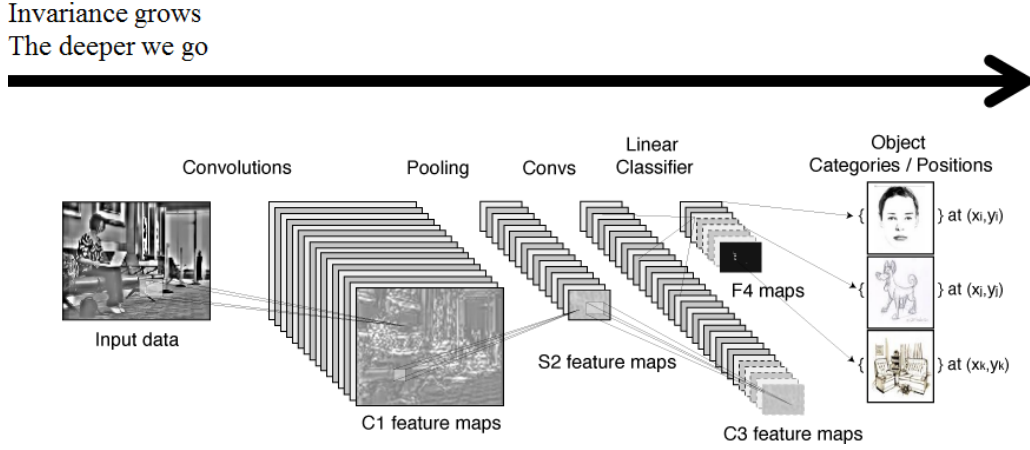 Invariance grows
The deeper we go
Convolutions
Pooling
Convs
Linear
Classifier
Object
Categories / Positions
{ } at (xi,yi)
{ } at (xj,yj)
{ } at (xk,yk)
Input data
C1 feature maps
S2 feature maps
C3 feature maps
F4 maps